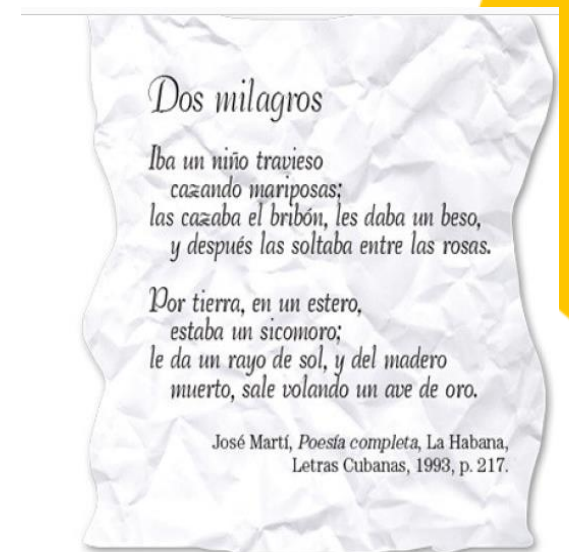 Dos milagros
Iba un niño travieso
cazando mariposas;
las cazaba el bribón, les daba un beso,
y después las soltaba entre las rosas.
Por tierra, en un estero,
estaba un sicomoro;
le da un rayo de sol, y del madero
muerto, sale volando un ave de oro.
José Martí, Poesía completa, La Habana,
Letras Cubanas, 1993, p. 217.